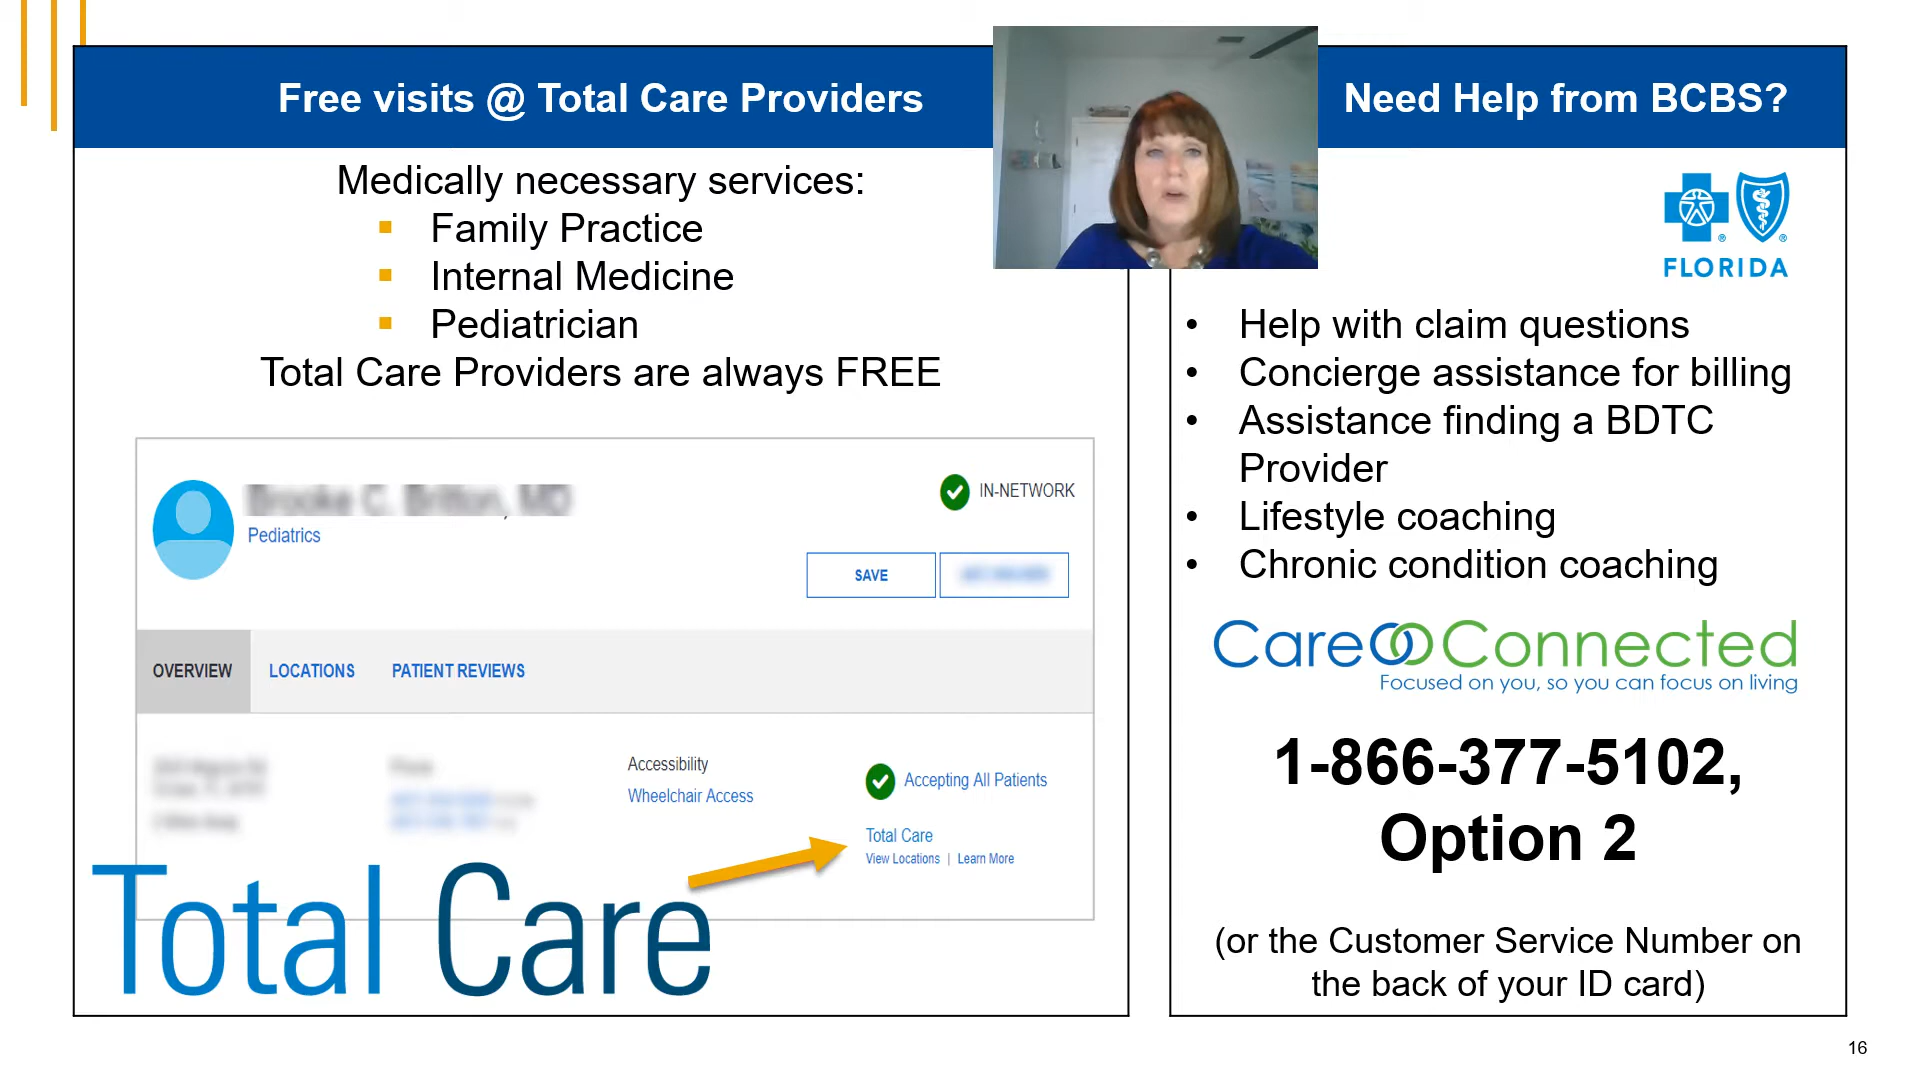 Free visits @ Total Care Providers
Medically necessary services:
▪ Family Practice
▪ Internal Medicine
▪ Pediatrician
Total Care Providers are always FREE
Pediatrics
IN-NETWORK
SAVE
OVERVIEW LOCATIONS PATIENT REVIEWS
Accessibility
Wheelchair Access
Accepting All Patients
Total Care
View Locations | Learn More
Total Care
Need Help from BCBS?
FLORIDA
• Help with claim questions
• Concierge assistance for billing
• Assistance finding a BDTC
Provider
• Lifestyle coaching
• Chronic condition coaching
Care Connected
Focused on you, so you can focus on living
1-866-377-5102,
Option 2
(or the Customer Service Number on
the back of your ID card)
16